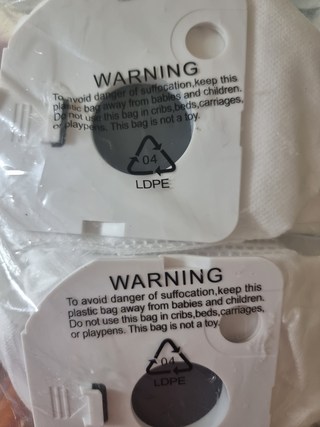 WARNING
To avoid danger of suffocation,keep this
plastic bag away from babies and children.
Do not use this bag in cribs,beds,carriages,
or playpens. This bag is not a toy.
04
LDPE
WARNING
To avoid danger of suffocation,keep this
plastic bag away from babies and children.
Do not use this bag in cribs,beds,carriages,
or playpens. This bag is not a toy.
04
LDPE